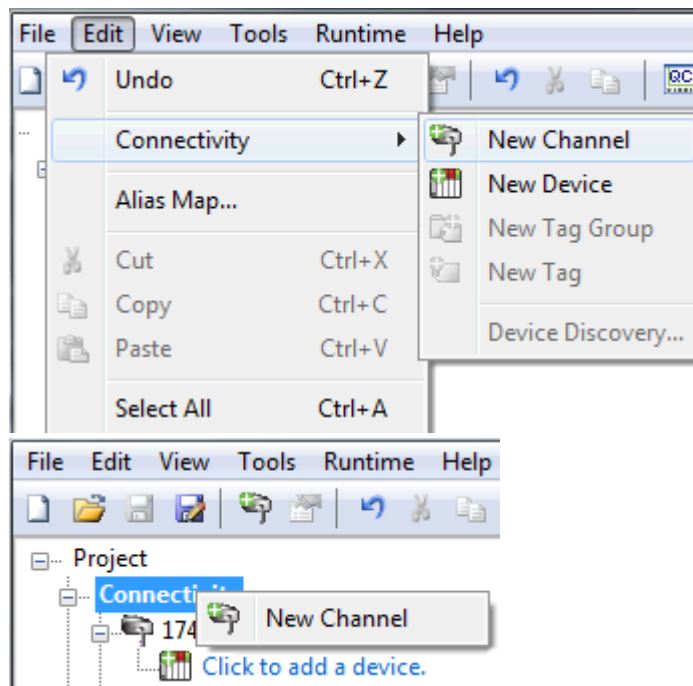 File Edit View Tools Runtime Help
Undo Ctrl+Z
QC
Connectivity New Channel
New Device
Alias Map...
New Tag Group
Cut Ctrl+X
New Tag
Copy Ctrl+C
Paste Ctrl+V
Device Discovery...
Select All Ctrl+A
File Edit View Tools Runtime Help
Project
New Channel
Click to add a device.